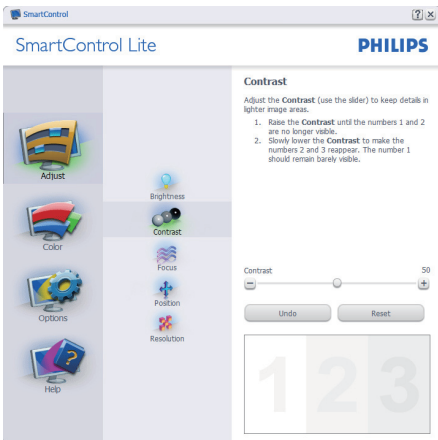 SmartControl
SmartControl Lite
PHILIPS
Adjust
Color
Options
Help
Brightness
Contrast
Focus
Position
Resolution
Contrast
Adjust the Contrast (use the slider) to keep details in
lighter image areas.
1. Raise the Contrast until the numbers 1 and 2
are no longer visible.
2. Slowly lower the Contrast to make the
numbers 2 and 3 reappear. The number 1
should remain barely visible.
Contrast 50
Undo Reset
1 2 3